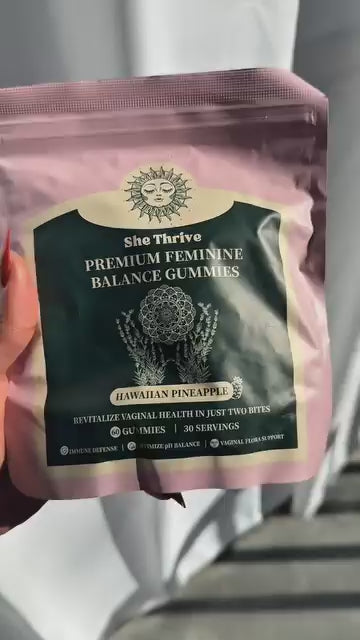 She Thrive
PREMIUM FEMININE
BALANCE GUMMIES
HAWAIIAN PINEAPPLE
REVITALIZE VAGINAL HEALTH IN JUST TWO BITES
60 GUMMIES | 30 SERVINGS
IMMUNE DEFENSE | OPTIMIZE pH BALANCE | VAGINAL FLORA SUPPORT